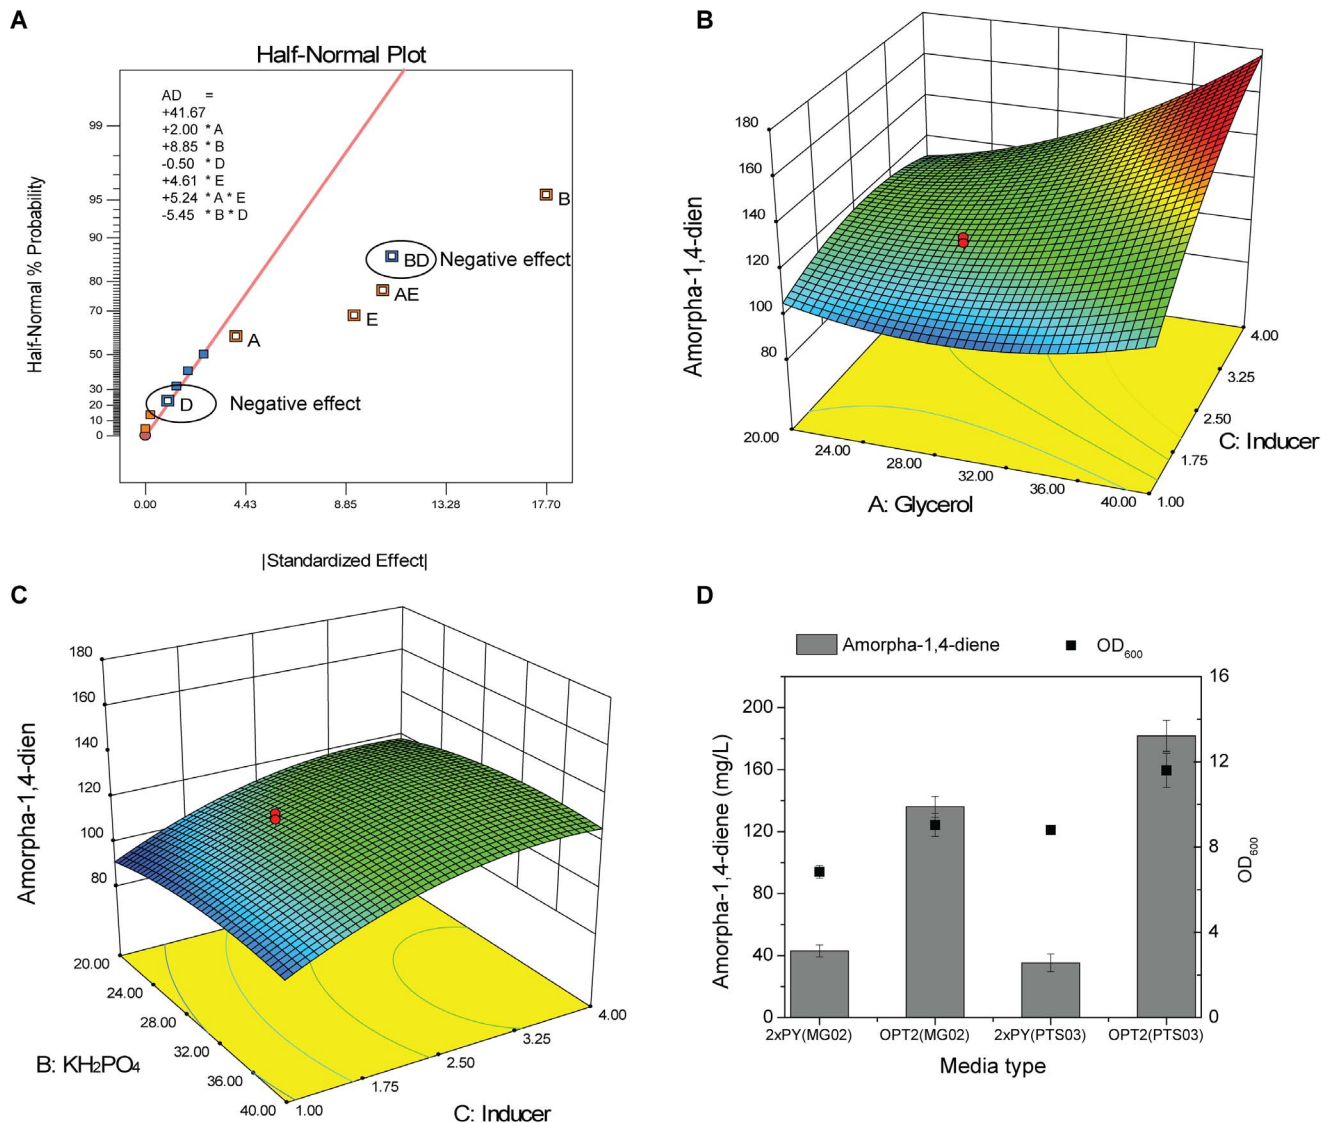 A
Half-Normal Plot
AD =
+41.67
+2.00 * A
+8.85 * B
-0.50 * D
+4.61 * E
+5.24 * A * E
-5.45 * B * D
Half-Normal % Probability
99
95
90
80
70
50
30
20
10
0
B
BD Negative effect
AE
E
A
D Negative effect
0.00 4.43 8.85 13.28 17.70
|Standardized Effect|
B
Amorpha-1,4-dien
180
160
140
120
100
80
20.00 24.00 28.00 32.00 36.00 40.00
A: Glycerol
4.00
3.25
2.50
1.75
1.00
C: Inducer
C
Amorpha-1,4-dien
180
160
140
120
100
80
20.00
24.00
28.00
32.00
36.00
40.00
B: KH₂PO₄
1.00 1.75 2.50 3.25 4.00
C: Inducer
D
Amorpha-1,4-diene OD₆₀₀
Amorpha-1,4-diene (mg/L)
200
160
120
80
40
0
16
12
8
4
0
OD₆₀₀
2xPY(MG02) OPT2(MG02) 2xPY(PTS03) OPT2(PTS03)
Media type